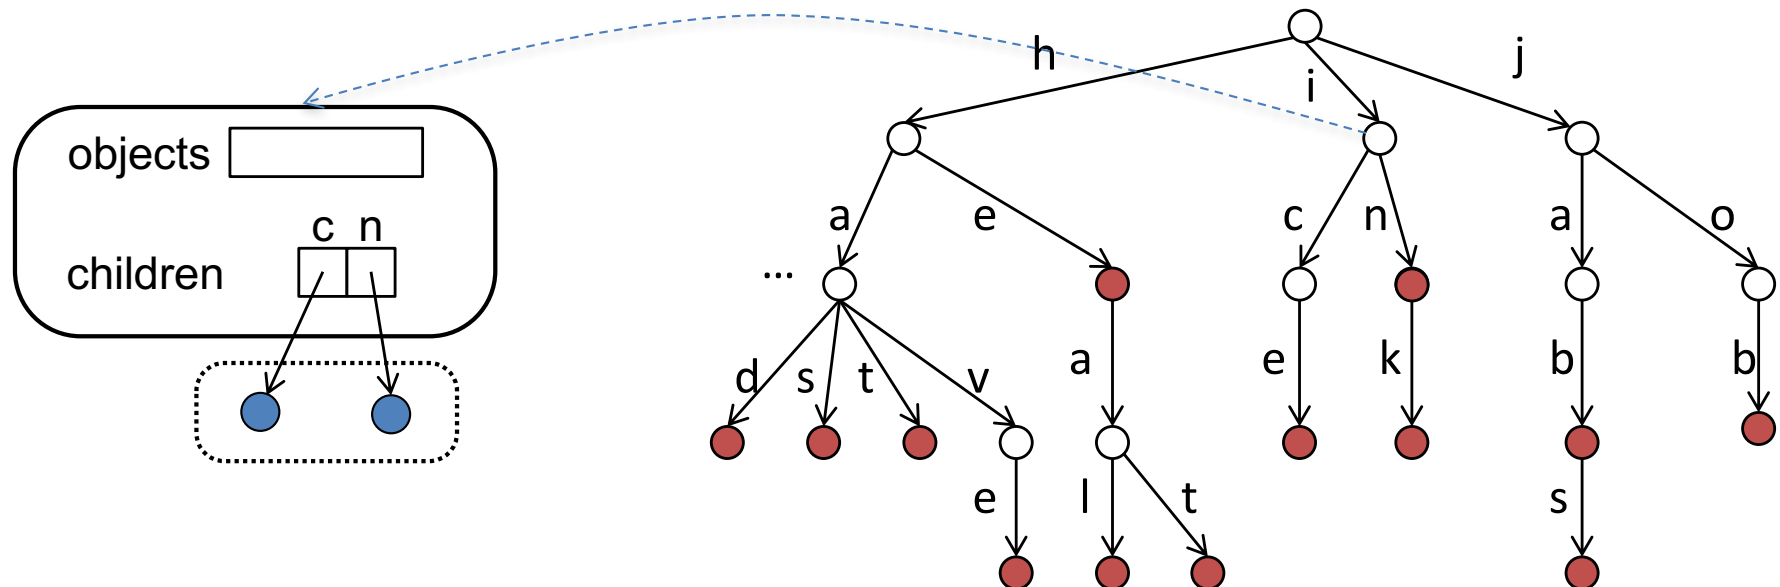 h i j
objects
c n
children
a e c n a o
...
d s t v a e k b b
e l t s